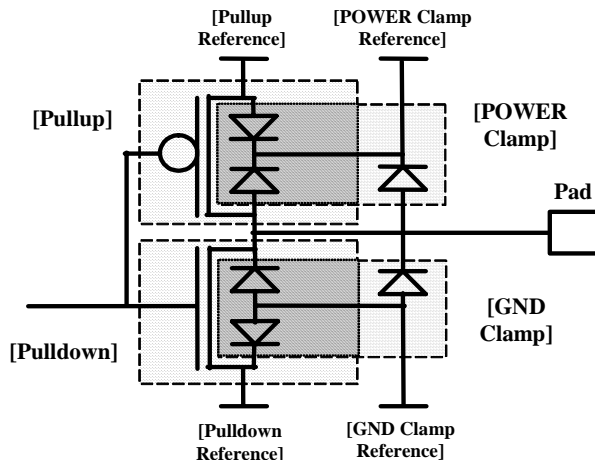 [Pullup
Reference]
[POWER Clamp
Reference]
[Pullup]
[POWER
Clamp]
Pad
[GND
Clamp]
[Pulldown]
[Pulldown
Reference]
[GND Clamp
Reference]